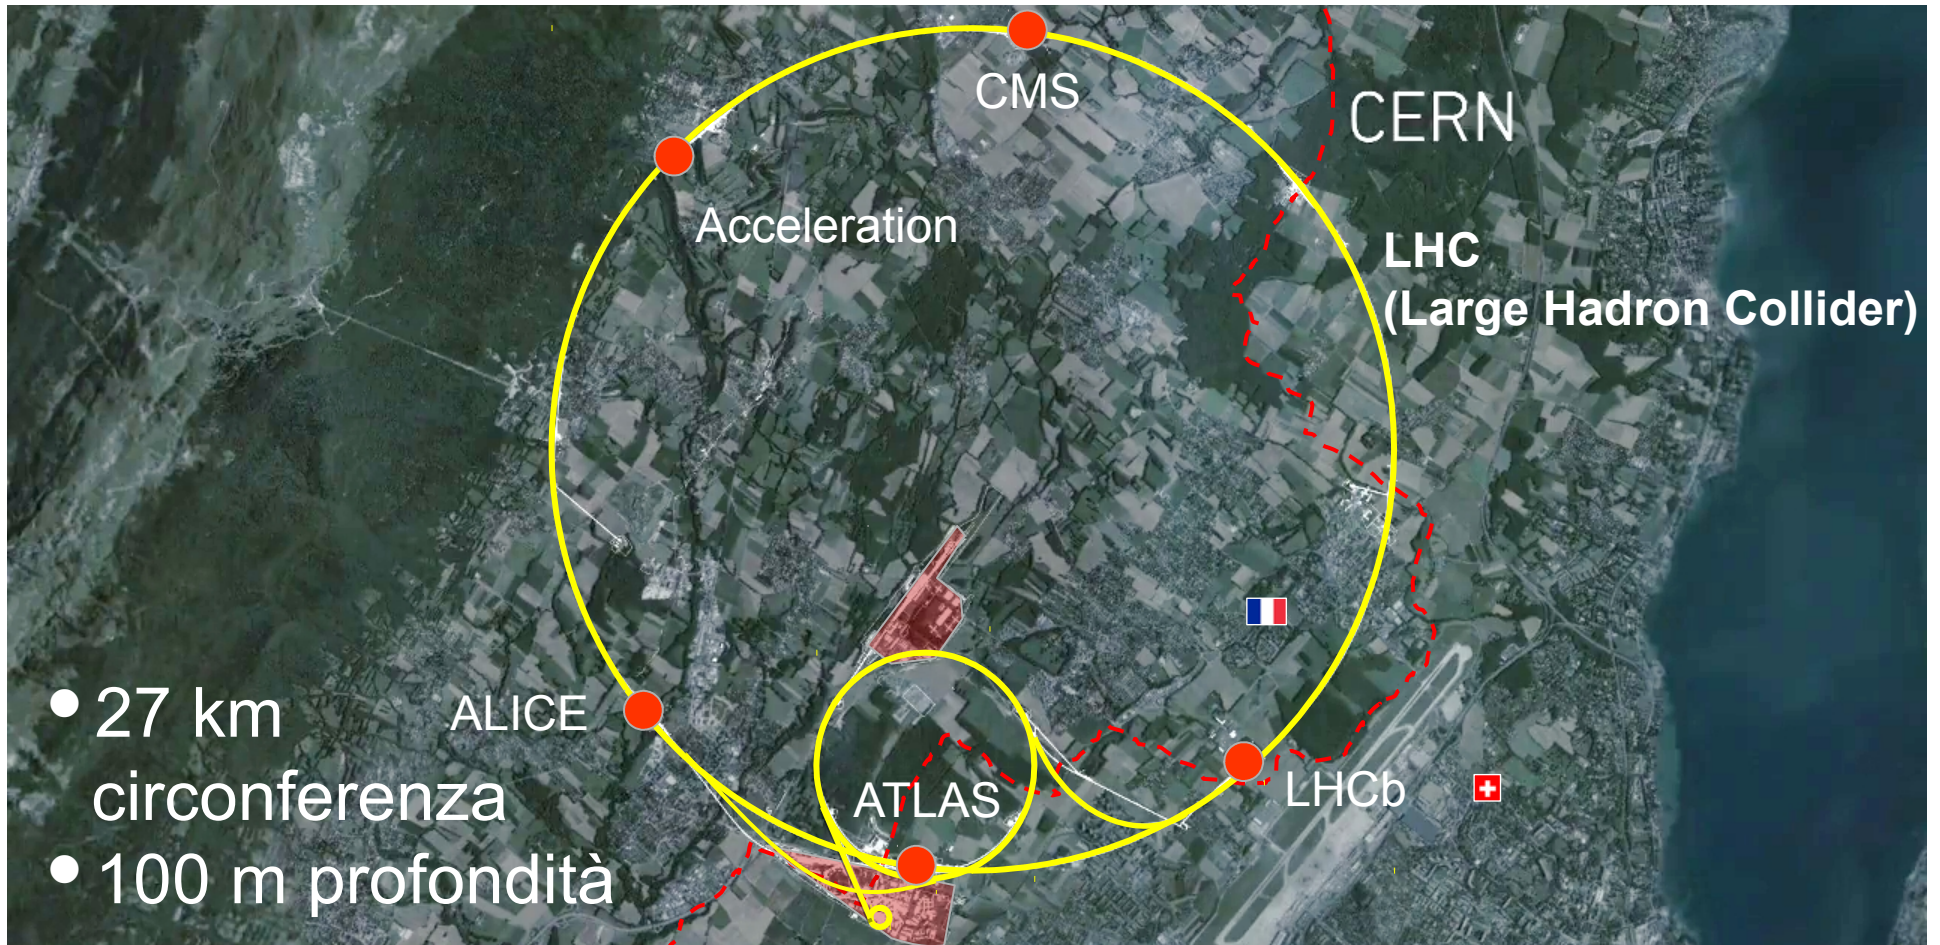 CMS
CERN
Acceleration
LHC
(Large Hadron Collider)
ALICE
ATLAS
LHCb
• 27 km
circonferenza
• 100 m profondità